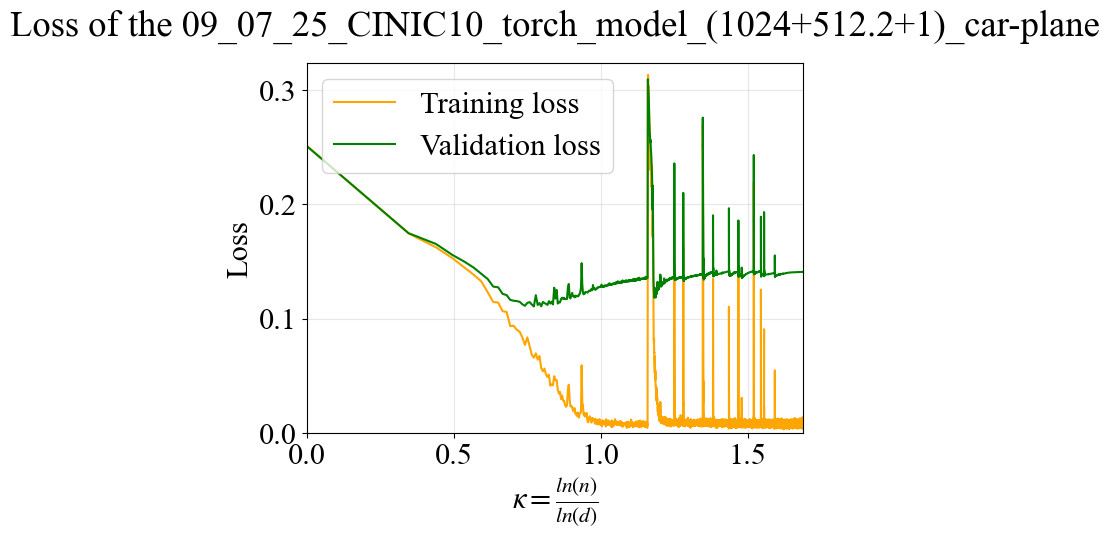 Loss of the 09_07_25_CINIC10_torch_model_(1024+512.2+1)_car-plane
0.3
0.2
0.1
0.0
Loss
Training loss
Validation loss
0.0 0.5 1.0 1.5
κ = ln(n)
ln(d)